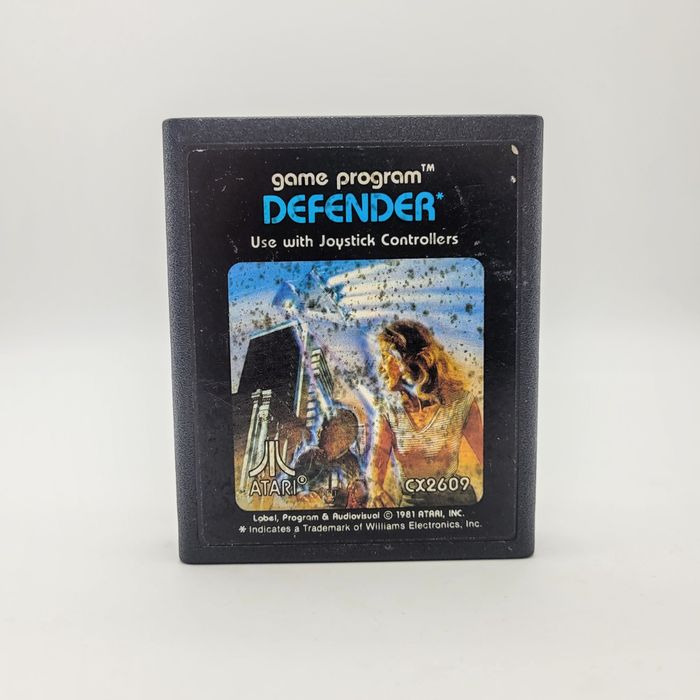 game program™
DEFENDER*
Use with Joystick Controllers
ATARI®
CX2609
Label, Program & Audiovisual © 1981 ATARI, INC.
* Indicates a Trademark of Williams Electronics, Inc.